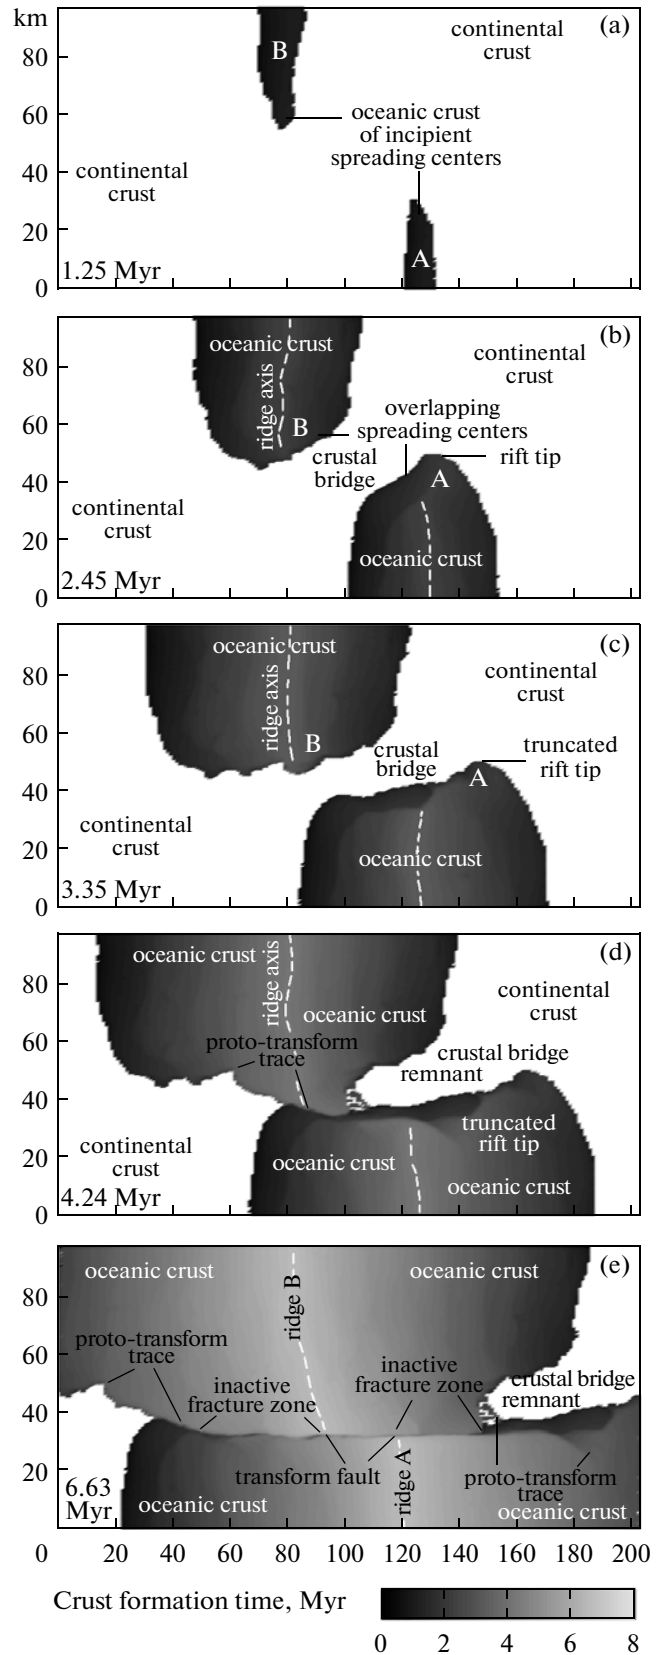 km
(a)
continental
crust
B
80
oceanic crust
of incipient
spreading centers
60
continental
crust
40
20
A
1.25 Myr
0
(b)
oceanic crust
continental
crust
80
ridge axis
overlapping
spreading centers
60
B
crustal
bridge
rift tip
40
A
continental
crust
20
oceanic crust
2.45 Myr
0
(c)
oceanic crust
continental
crust
80
ridge axis
B
truncated
rift tip
60
crustal
bridge
A
40
continental
crust
20
oceanic crust
3.35 Myr
0
(d)
oceanic crust
ridge axis
continental
crust
80
oceanic crust
60
proto-transform
trace
crustal bridge
remnant
40
truncated
rift tip
continental
crust
20
oceanic crust
oceanic crust
4.24 Myr
0
(e)
oceanic crust
oceanic crust
80
ridge B
60
proto-transform
trace
inactive
fracture zone
inactive
fracture zone
crustal bridge
remnant
40
transform fault
ridge A
proto-transform
trace
20
6.63
Myr
oceanic crust
oceanic crust
0 20 40 60 80 100 120 140 160 180 200
Crust formation time, Myr
0 2 4 6 8